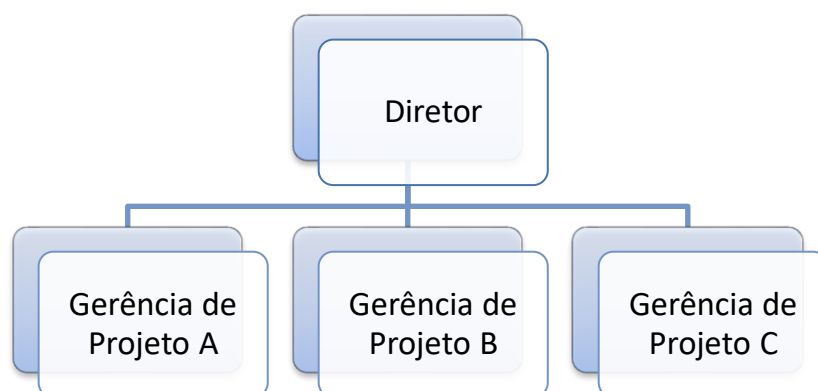 Diretor
Gerência de
Projeto A
Gerência de
Projeto B
Gerência de
Projeto C